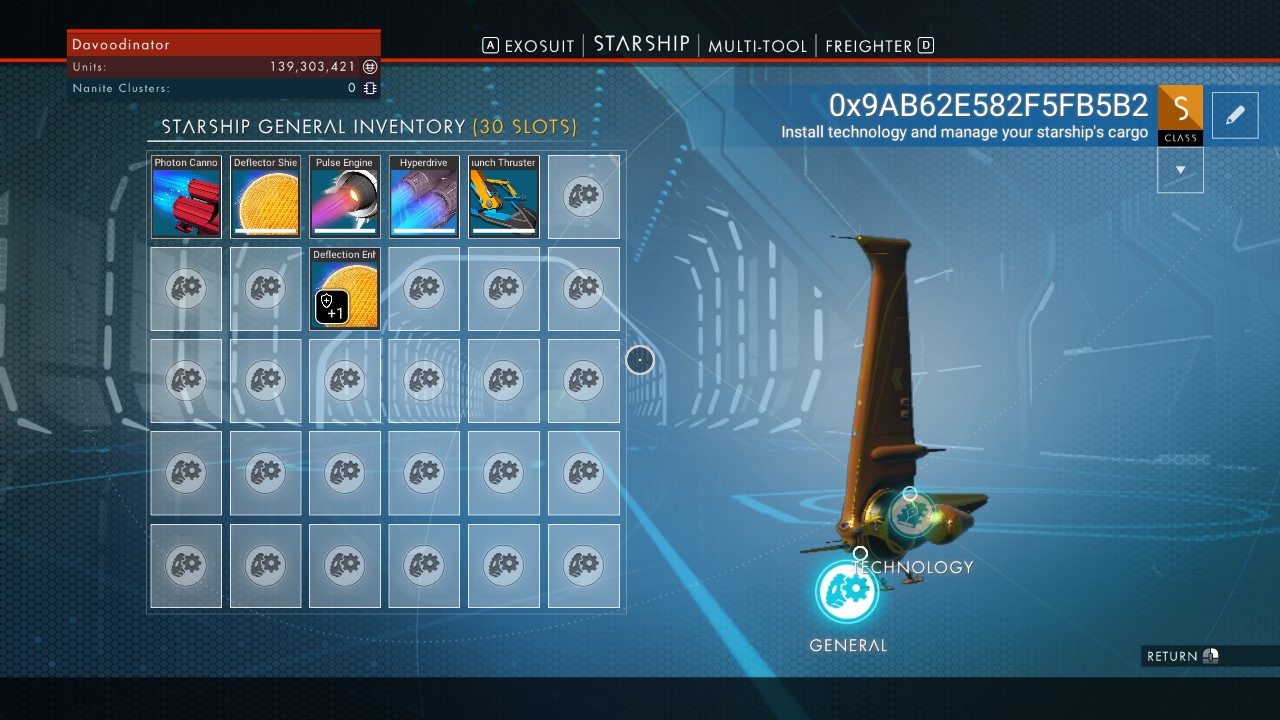 Davoodinator
Units: 139,303,421
Nanite Clusters: 0
A EXOSUIT STARSHIP MULTI-TOOL FREIGHTER D
0x9AB62E582F5FB5B2
Install technology and manage your starship's cargo
S
CLASS
STARSHIP GENERAL INVENTORY (30 SLOTS)
Photon Canno Deflector Shie Pulse Engine Hyperdrive unch Thruster
Deflection Enh
+1
TECHNOLOGY
GENERAL
RETURN